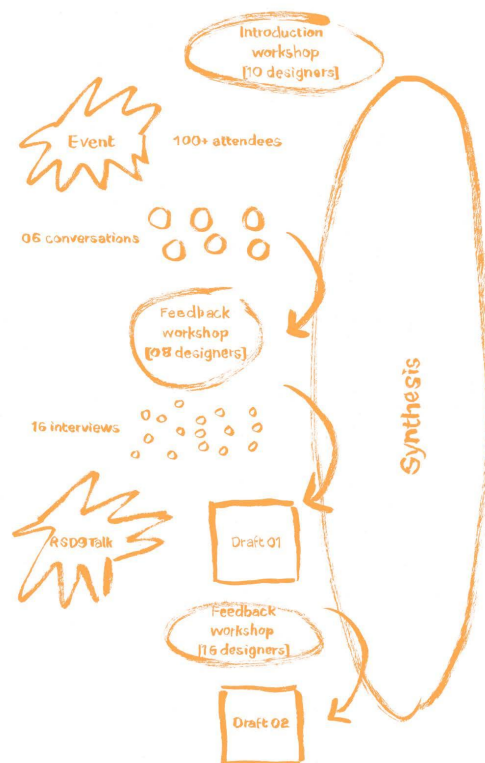 Introduction
workshop
[10 designers]
Event
100+ attendees
06 conversations
Feedback
workshop
[08 designers]
16 interviews
Synthesis
RSD9 Talk
Draft 01
Feedback
workshop
[16 designers]
Draft 02